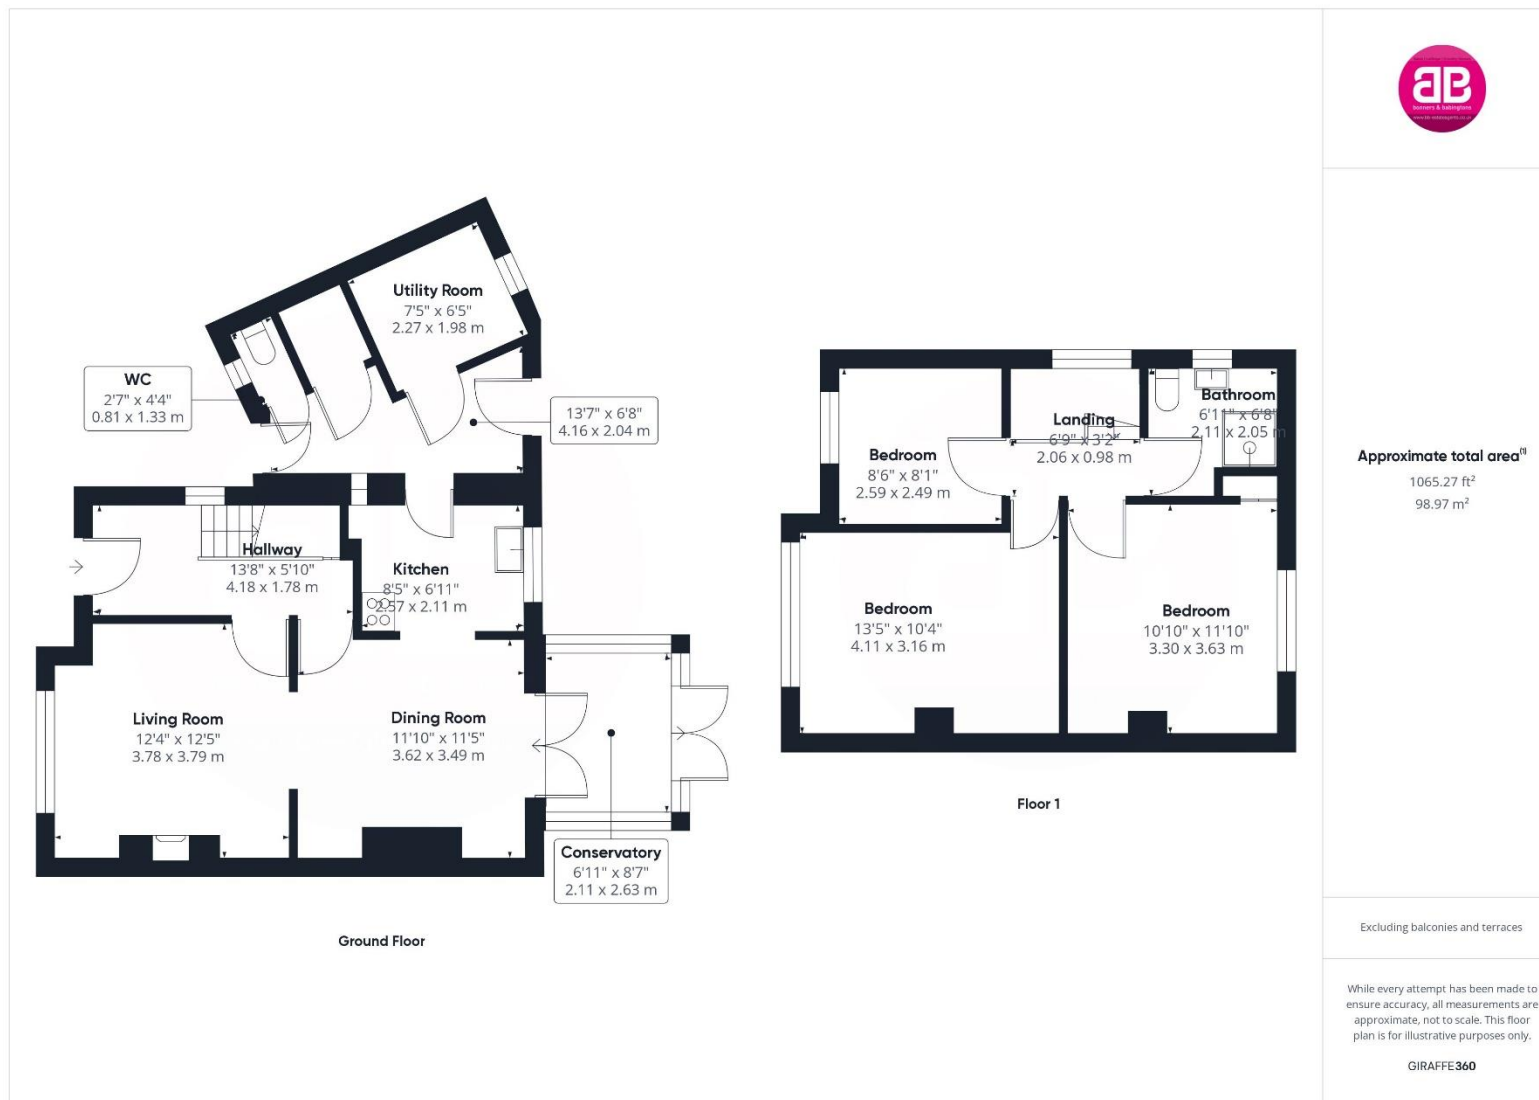 Utility Room
7'5" x 6'5"
2.27 x 1.98 m
WC
2'7" x 4'4"
0.81 x 1.33 m
13'7" x 6'8"
4.16 x 2.04 m
Hallway
13'8" x 5'10"
4.18 x 1.78 m
Kitchen
8'5" x 6'11"
2.57 x 2.11 m
Living Room
12'4" x 12'5"
3.78 x 3.79 m
Dining Room
11'10" x 11'5"
3.62 x 3.49 m
Conservatory
6'11" x 8'7"
2.11 x 2.63 m
Ground Floor
Bedroom
8'6" x 8'1"
2.59 x 2.49 m
Landing
6'9" x 3'2"
2.06 x 0.98 m
Bathroom
6'11" x 6'8"
2.11 x 2.05 m
Bedroom
13'5" x 10'4"
4.11 x 3.16 m
Bedroom
10'10" x 11'10"
3.30 x 3.63 m
Floor 1
BB
bonners & babingtons
Approximate total area(1)
1065.27 ft²
98.97 m²
Excluding balconies and terraces
While every attempt has been made to
ensure accuracy, all measurements are
approximate, not to scale. This floor
plan is for illustrative purposes only.
GIRAFFE360